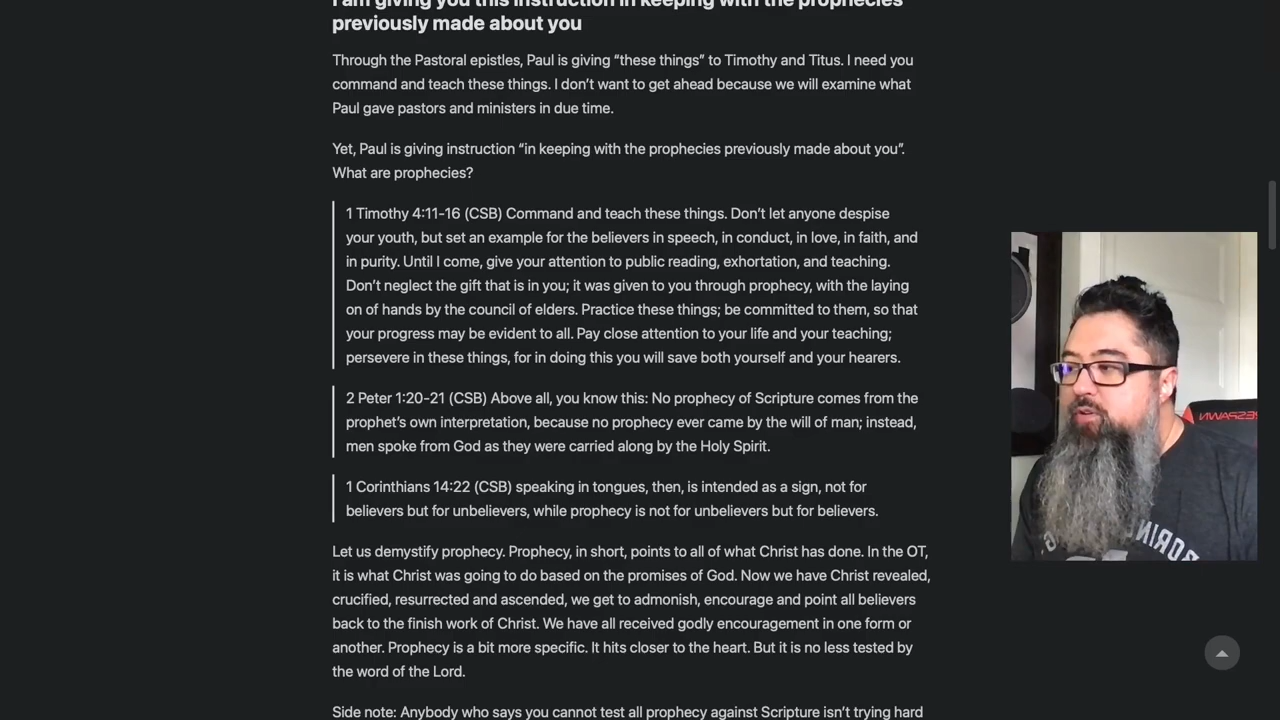 I am giving you this instruction in keeping with the prophecies
previously made about you
Through the Pastoral epistles, Paul is giving “these things” to Timothy and Titus. I need you
command and teach these things. I don’t want to get ahead because we will examine what
Paul gave pastors and ministers in due time.
Yet, Paul is giving instruction “in keeping with the prophecies previously made about you”.
What are prophecies?
1 Timothy 4:11-16 (CSB) Command and teach these things. Don’t let anyone despise
your youth, but set an example for the believers in speech, in conduct, in love, in faith, and
in purity. Until I come, give your attention to public reading, exhortation, and teaching.
Don’t neglect the gift that is in you; it was given to you through prophecy, with the laying
on of hands by the council of elders. Practice these things; be committed to them, so that
your progress may be evident to all. Pay close attention to your life and your teaching;
persevere in these things, for in doing this you will save both yourself and your hearers.
2 Peter 1:20-21 (CSB) Above all, you know this: No prophecy of Scripture comes from the
prophet’s own interpretation, because no prophecy ever came by the will of man; instead,
men spoke from God as they were carried along by the Holy Spirit.
1 Corinthians 14:22 (CSB) speaking in tongues, then, is intended as a sign, not for
believers but for unbelievers, while prophecy is not for unbelievers but for believers.
Let us demystify prophecy. Prophecy, in short, points to all of what Christ has done. In the OT,
it is what Christ was going to do based on the promises of God. Now we have Christ revealed,
crucified, resurrected and ascended, we get to admonish, encourage and point all believers
back to the finish work of Christ. We have all received godly encouragement in one form or
another. Prophecy is a bit more specific. It hits closer to the heart. But it is no less tested by
the word of the Lord.
Side note: Anybody who says you cannot test all prophecy against Scripture isn’t trying hard
RESPAWN